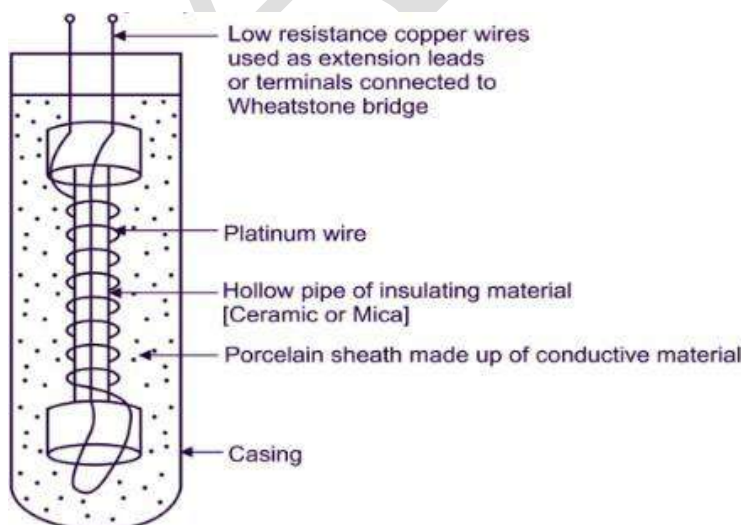 Low resistance copper wires
used as extension leads
or terminals connected to
Wheatstone bridge
Platinum wire
Hollow pipe of insulating material
[Ceramic or Mica]
Porcelain sheath made up of conductive material
Casing